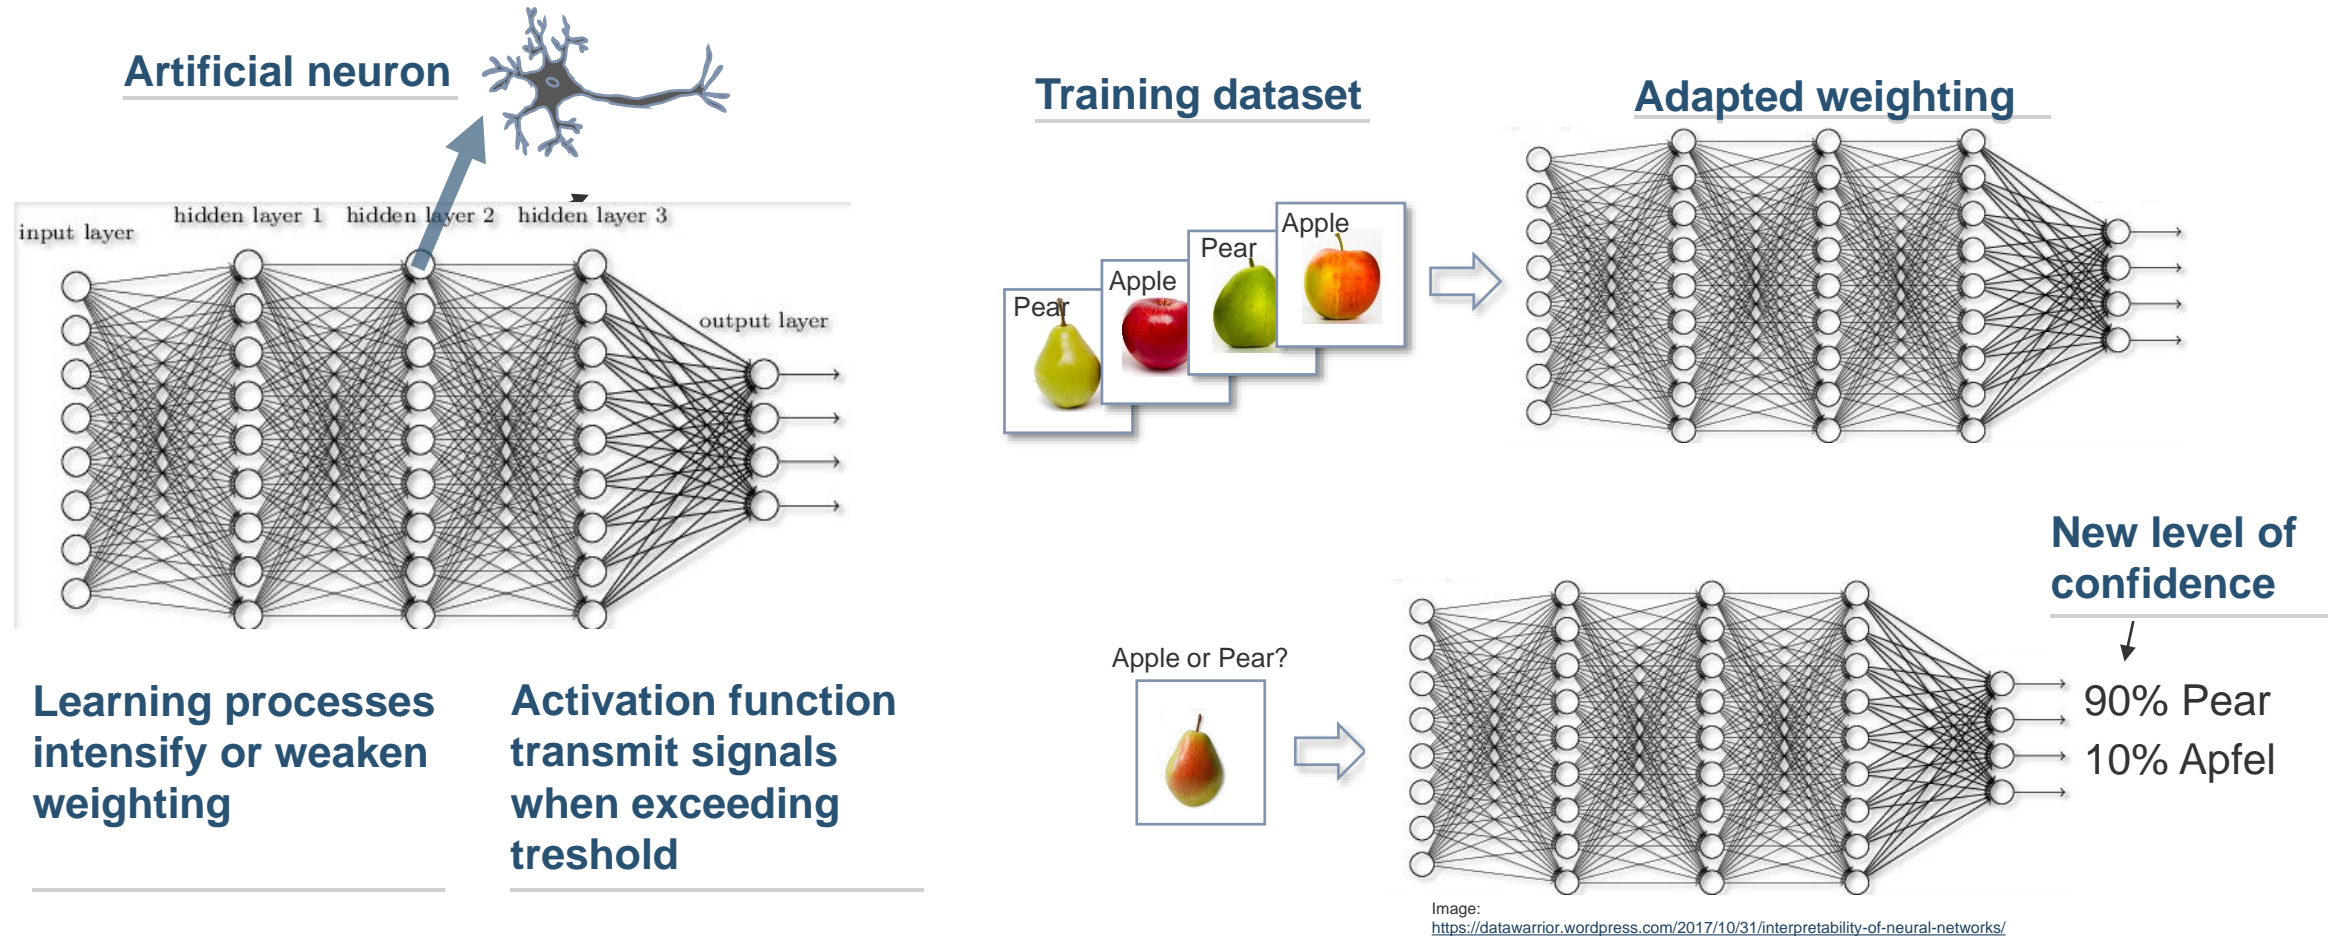 Artificial neuron
input layer
hidden layer 1
hidden layer 2
hidden layer 3
output layer
Learning processes
intensify or weaken
weighting
Activation function
transmit signals
when exceeding
treshold
Training dataset
Pear
Apple
Pear
Apple
Adapted weighting
Apple or Pear?
New level of
confidence
90% Pear
10% Apfel
Image:
https://datawarrior.wordpress.com/2017/10/31/interpretability-of-neural-networks/